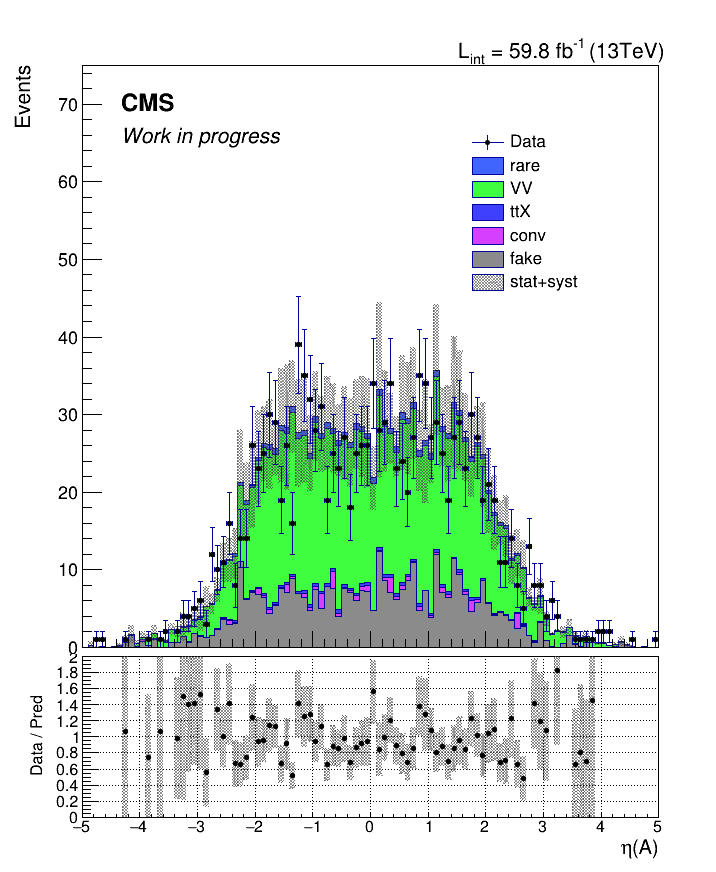 L_int = 59.8 fb⁻¹ (13TeV)
Events
CMS
Work in progress
Data
rare
VV
ttX
conv
fake
stat+syst
70
60
50
40
30
20
10
0
Data / Pred
2
1.8
1.6
1.4
1.2
1
0.8
0.6
0.4
0.2
0
−5 −4 −3 −2 −1 0 1 2 3 4 5
η(A)